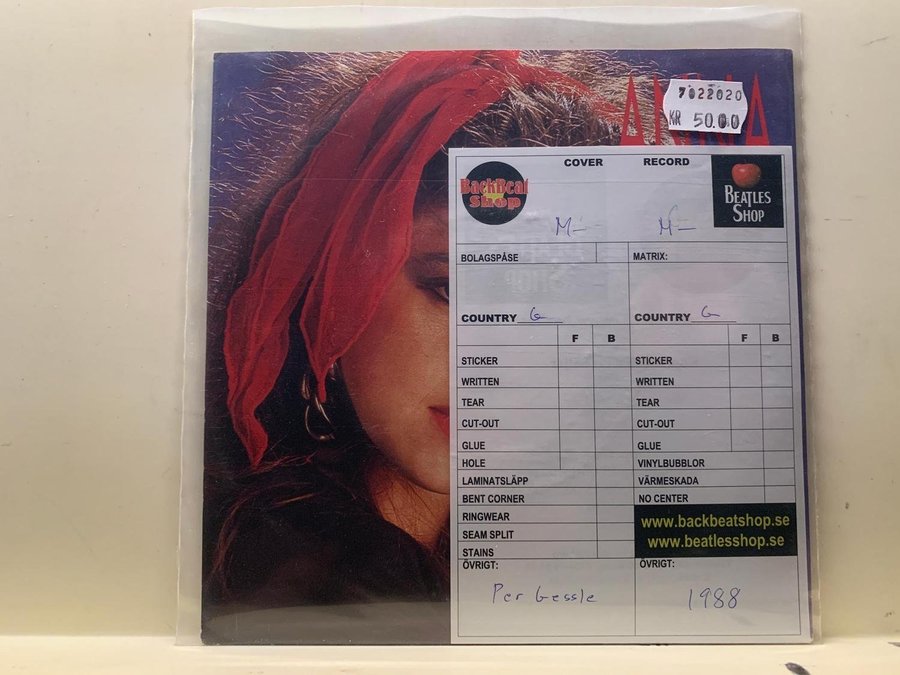 7022020
KR 50.00
COVER RECORD
BackBeat
Shop
BEATLES
SHOP
M- M-
BOLAGSPÅSE MATRIX:
COUNTRY G COUNTRY G
F B F B
STICKER STICKER
WRITTEN WRITTEN
TEAR TEAR
CUT-OUT CUT-OUT
GLUE GLUE
HOLE VINYLBUBBLOR
LAMINATSLÄPP VÄRMESKADA
BENT CORNER NO CENTER
RINGWEAR
SEAM SPLIT
STAINS
www.backbeatshop.se
www.beatlesshop.se
ÖVRIGT: ÖVRIGT:
Per Gessle 1988